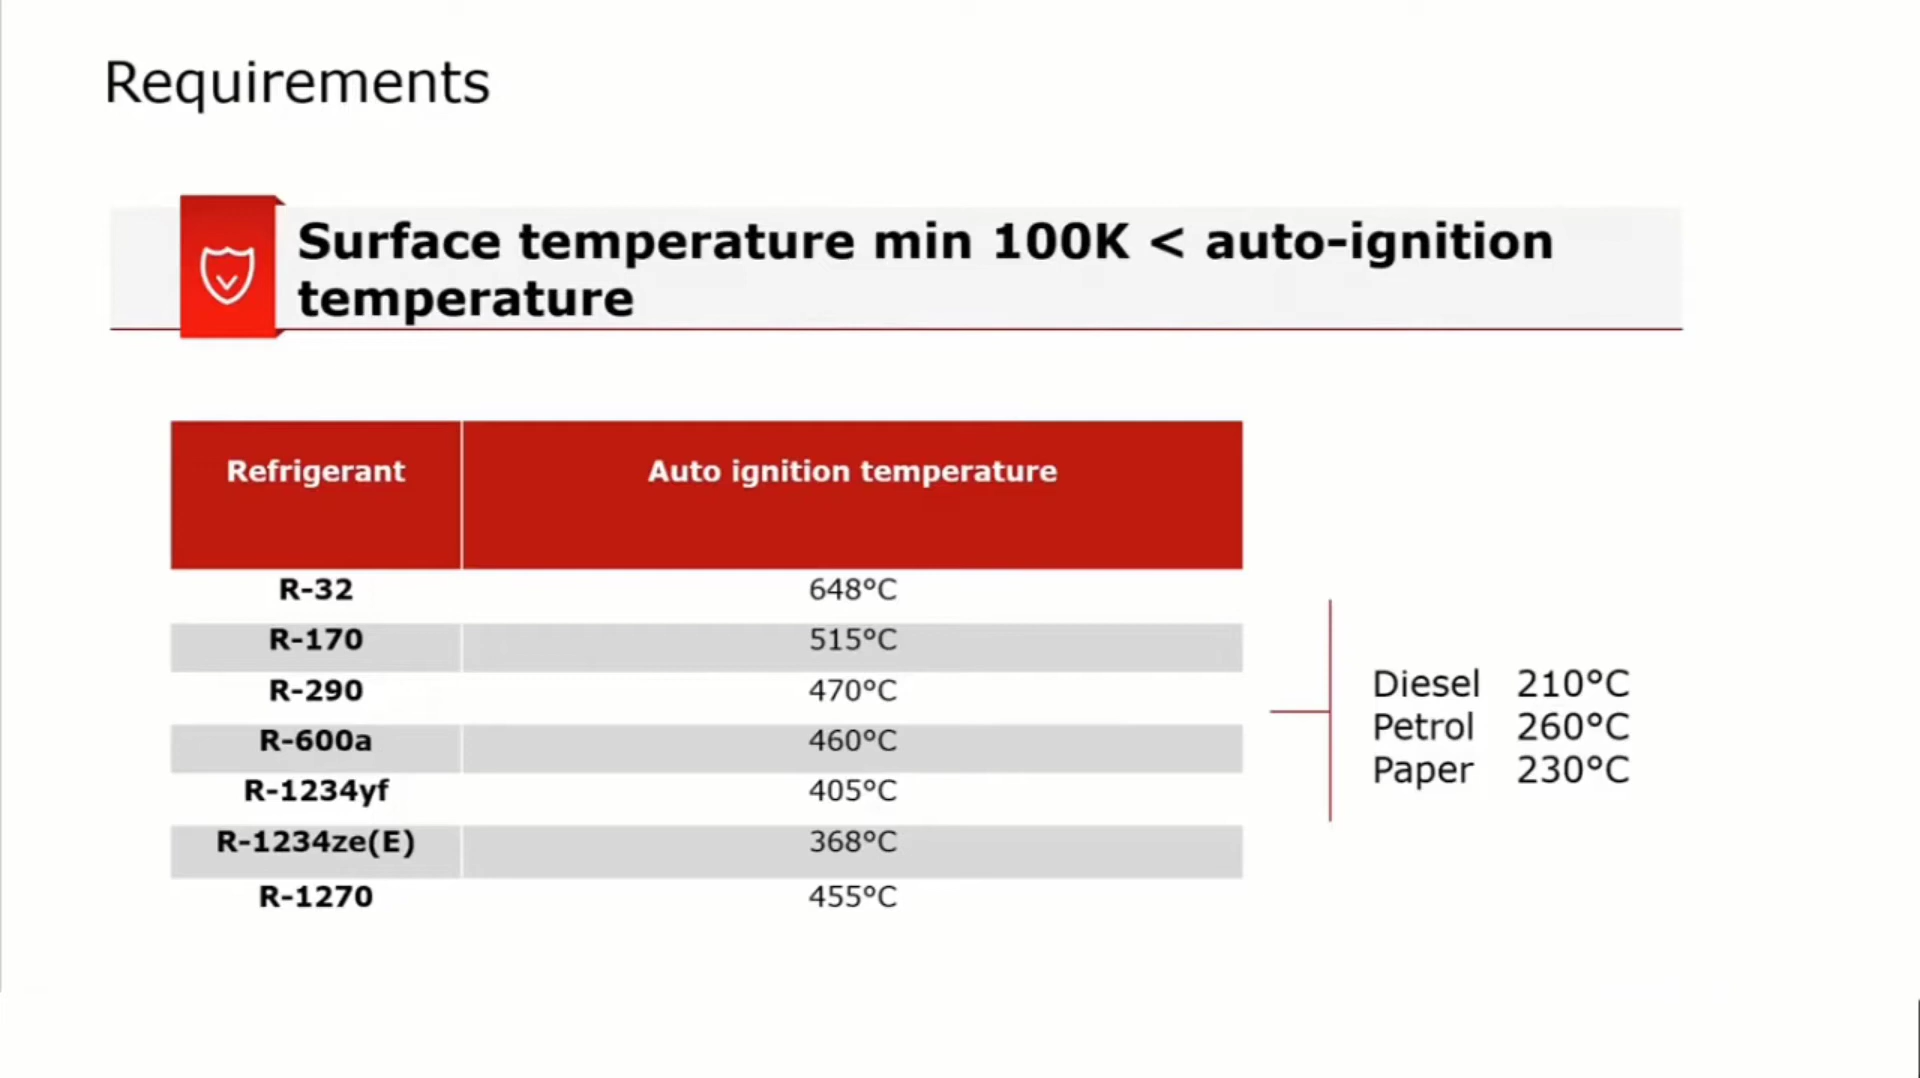 Requirements
Surface temperature min 100K < auto-ignition
temperature
Refrigerant Auto ignition temperature
R-32 648°C
R-170 515°C
R-290 470°C
R-600a 460°C
R-1234yf 405°C
R-1234ze(E) 368°C
R-1270 455°C
Diesel 210°C
Petrol 260°C
Paper 230°C